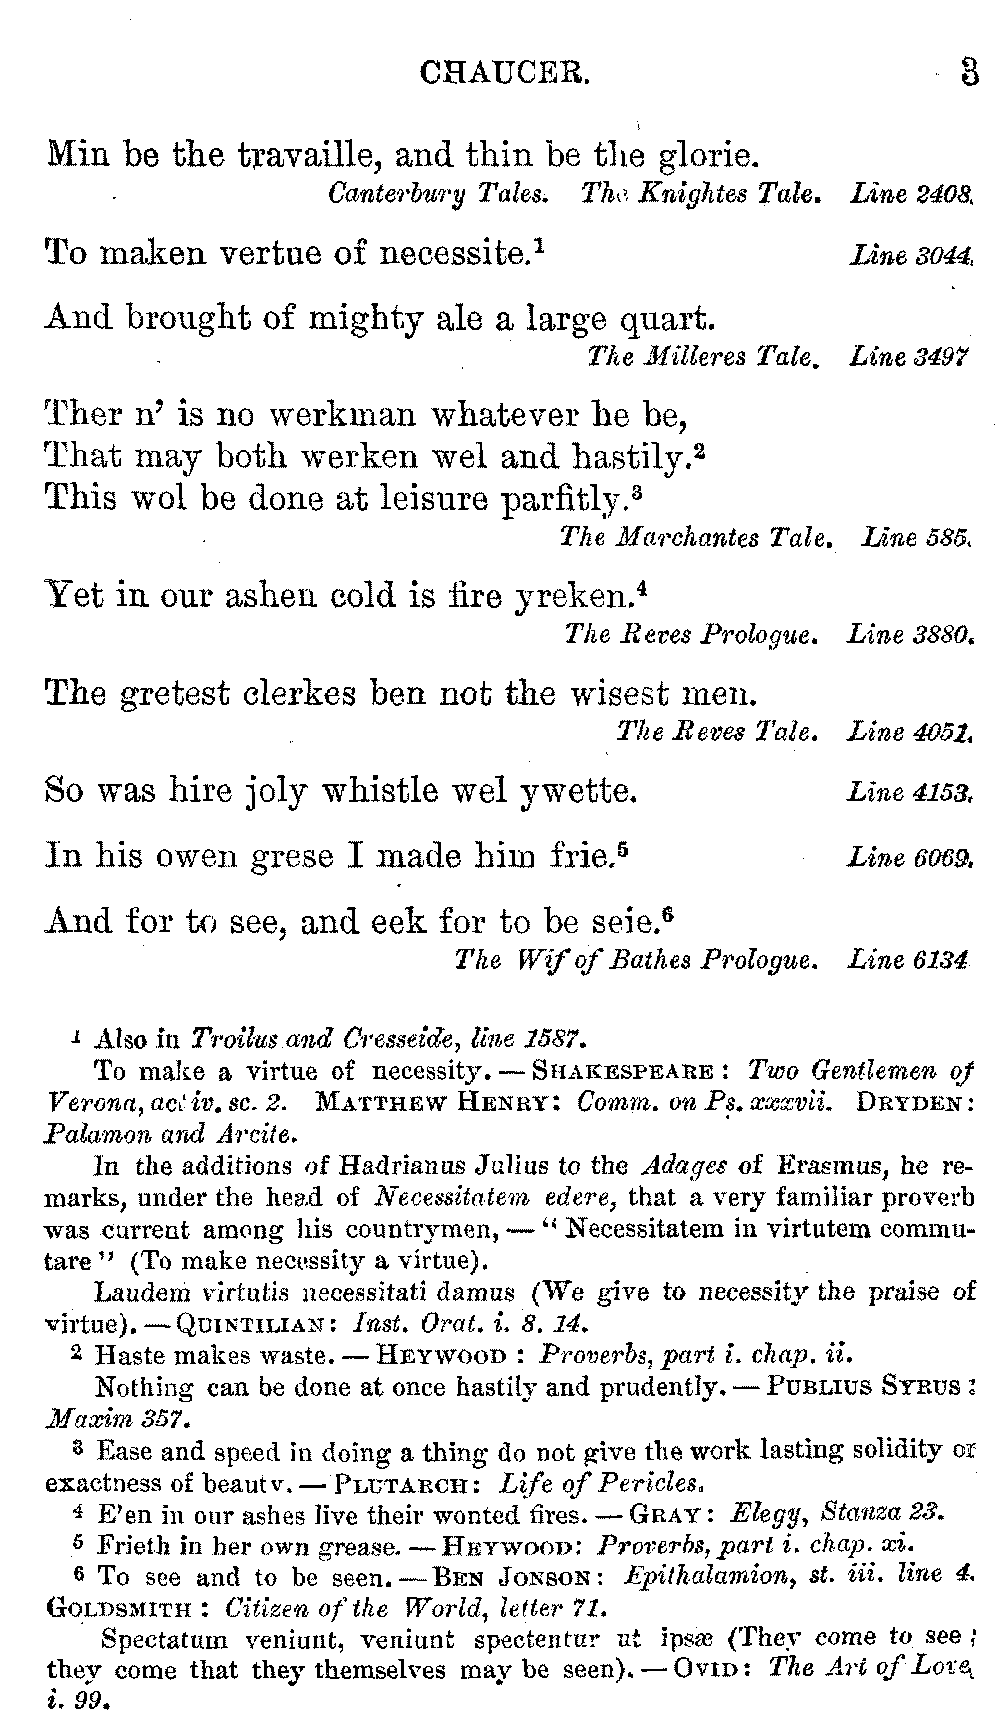 CHAUCER. 3
Min be the travaille, and thin be the glorie.
Canterbury Tales. The Knightes Tale. Line 2408.
To maken vertue of necessite.¹ Line 3044.
And brought of mighty ale a large quart.
The Milleres Tale. Line 3497
Ther n' is no werkman whatever he be,
That may both werken wel and hastily.²
This wol be done at leisure parfitly.³
The Marchantes Tale. Line 585.
Yet in our ashen cold is fire yreken.⁴
The Reves Prologue. Line 3880.
The gretest clerkes ben not the wisest men.
The Reves Tale. Line 4051.
So was hire joly whistle wel ywette. Line 4153.
In his owen grese I made him frie.⁵ Line 6069.
And for to see, and eek for to be seie.⁶
The Wif of Bathes Prologue. Line 6134
¹ Also in Troilus and Cresseide, line 1587.
To make a virtue of necessity. — SHAKESPEARE: Two Gentlemen of
Verona, act iv. sc. 2. MATTHEW HENRY: Comm. on Ps. xxxvii. DRYDEN:
Palamon and Arcite.
In the additions of Hadrianus Julius to the Adages of Erasmus, he re-
marks, under the head of Necessitatem edere, that a very familiar proverb
was current among his countrymen, — "Necessitatem in virtutem commu-
tare" (To make necessity a virtue).
Laudem virtutis necessitati damus (We give to necessity the praise of
virtue). — QUINTILIAN: Inst. Orat. i. 8. 14.
² Haste makes waste. — HEYWOOD: Proverbs, part i. chap. ii.
Nothing can be done at once hastily and prudently. — PUBLIUS SYRUS:
Maxim 357.
³ Ease and speed in doing a thing do not give the work lasting solidity or
exactness of beauty. — PLUTARCH: Life of Pericles.
⁴ E'en in our ashes live their wonted fires. — GRAY: Elegy, Stanza 23.
⁵ Frieth in her own grease. — HEYWOOD: Proverbs, part i. chap. xi.
⁶ To see and to be seen. — BEN JONSON: Epithalamion, st. iii. line 4.
GOLDSMITH: Citizen of the World, letter 71.
Spectatum veniunt, veniunt spectentur ut ipsæ (They come to see;
they come that they themselves may be seen). — OVID: The Art of Love,
i. 99.